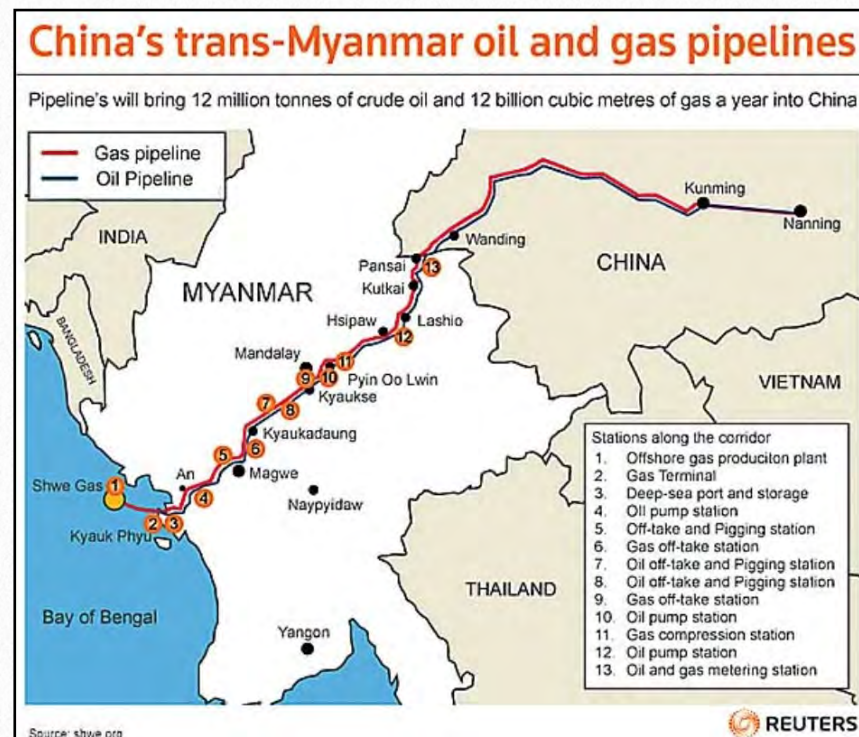 China's trans-Myanmar oil and gas pipelines
Pipeline's will bring 12 million tonnes of crude oil and 12 billion cubic metres of gas a year into China
Gas pipeline
Oil Pipeline
INDIA
BANGLADESH
MYANMAR
CHINA
VIETNAM
THAILAND
Kunming
Nanning
Wanding
Pansai
13
Kutkai
Hsipaw
Lashio
12
Mandalay
11
9
10
Pyin Oo Lwin
Kyaukse
7
8
Kyaukadaung
5
6
An
Magwe
4
Shwe Gas
1
Naypyidaw
2
3
Kyauk Phyu
Bay of Bengal
Yangon
Stations along the corridor
1. Offshore gas produciton plant
2. Gas Terminal
3. Deep-sea port and storage
4. Oll pump station
5. Off-take and Pigging station
6. Gas off-take station
7. Oil off-take and Pigging station
8. Oil off-take and Pigging station
9. Gas off-take station
10. Oil pump station
11. Gas compression station
12. Oil pump station
13. Oil and gas metering station
Source: shwe.org
REUTERS